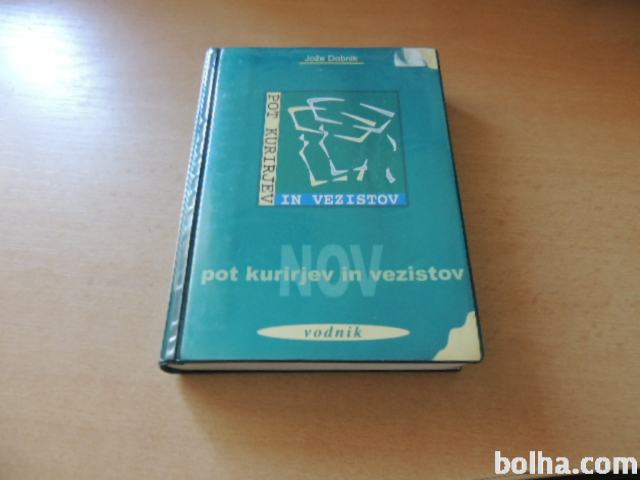 Jože Dobnik
POT KURIRJEV
IN VEZISTOV
NOV
pot kurirjev in vezistov
vodnik
bolha.com